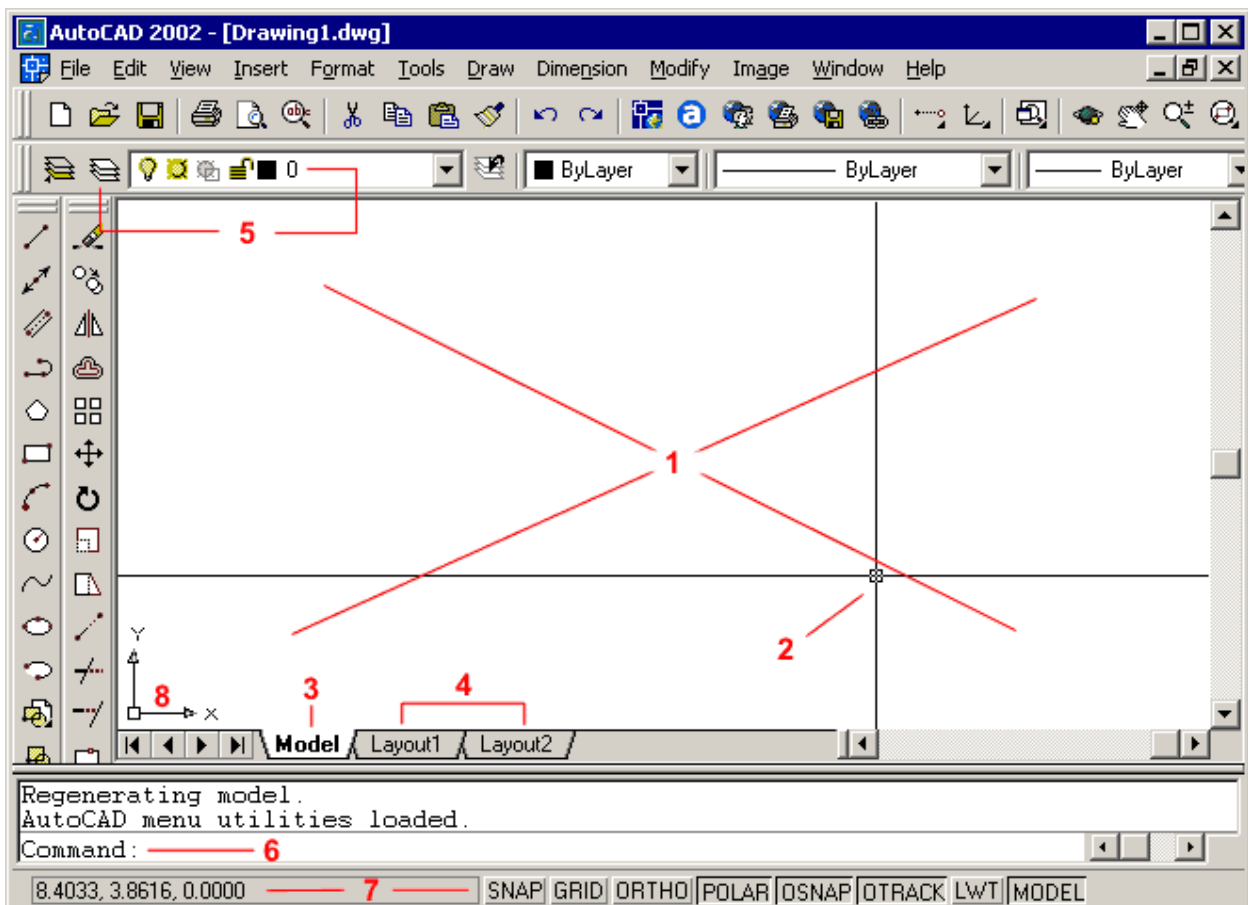 AutoCAD 2002 - [Drawing1.dwg]
File Edit View Insert Format Tools Draw Dimension Modify Image Window Help
0 ByLayer ByLayer ByLayer
5
1
2
Y
8 3 4
X
Model Layout1 Layout2
Regenerating model.
AutoCAD menu utilities loaded.
Command: 6
8.4033, 3.8616, 0.0000 7 SNAP GRID ORTHO POLAR OSNAP OTRACK LWT MODEL